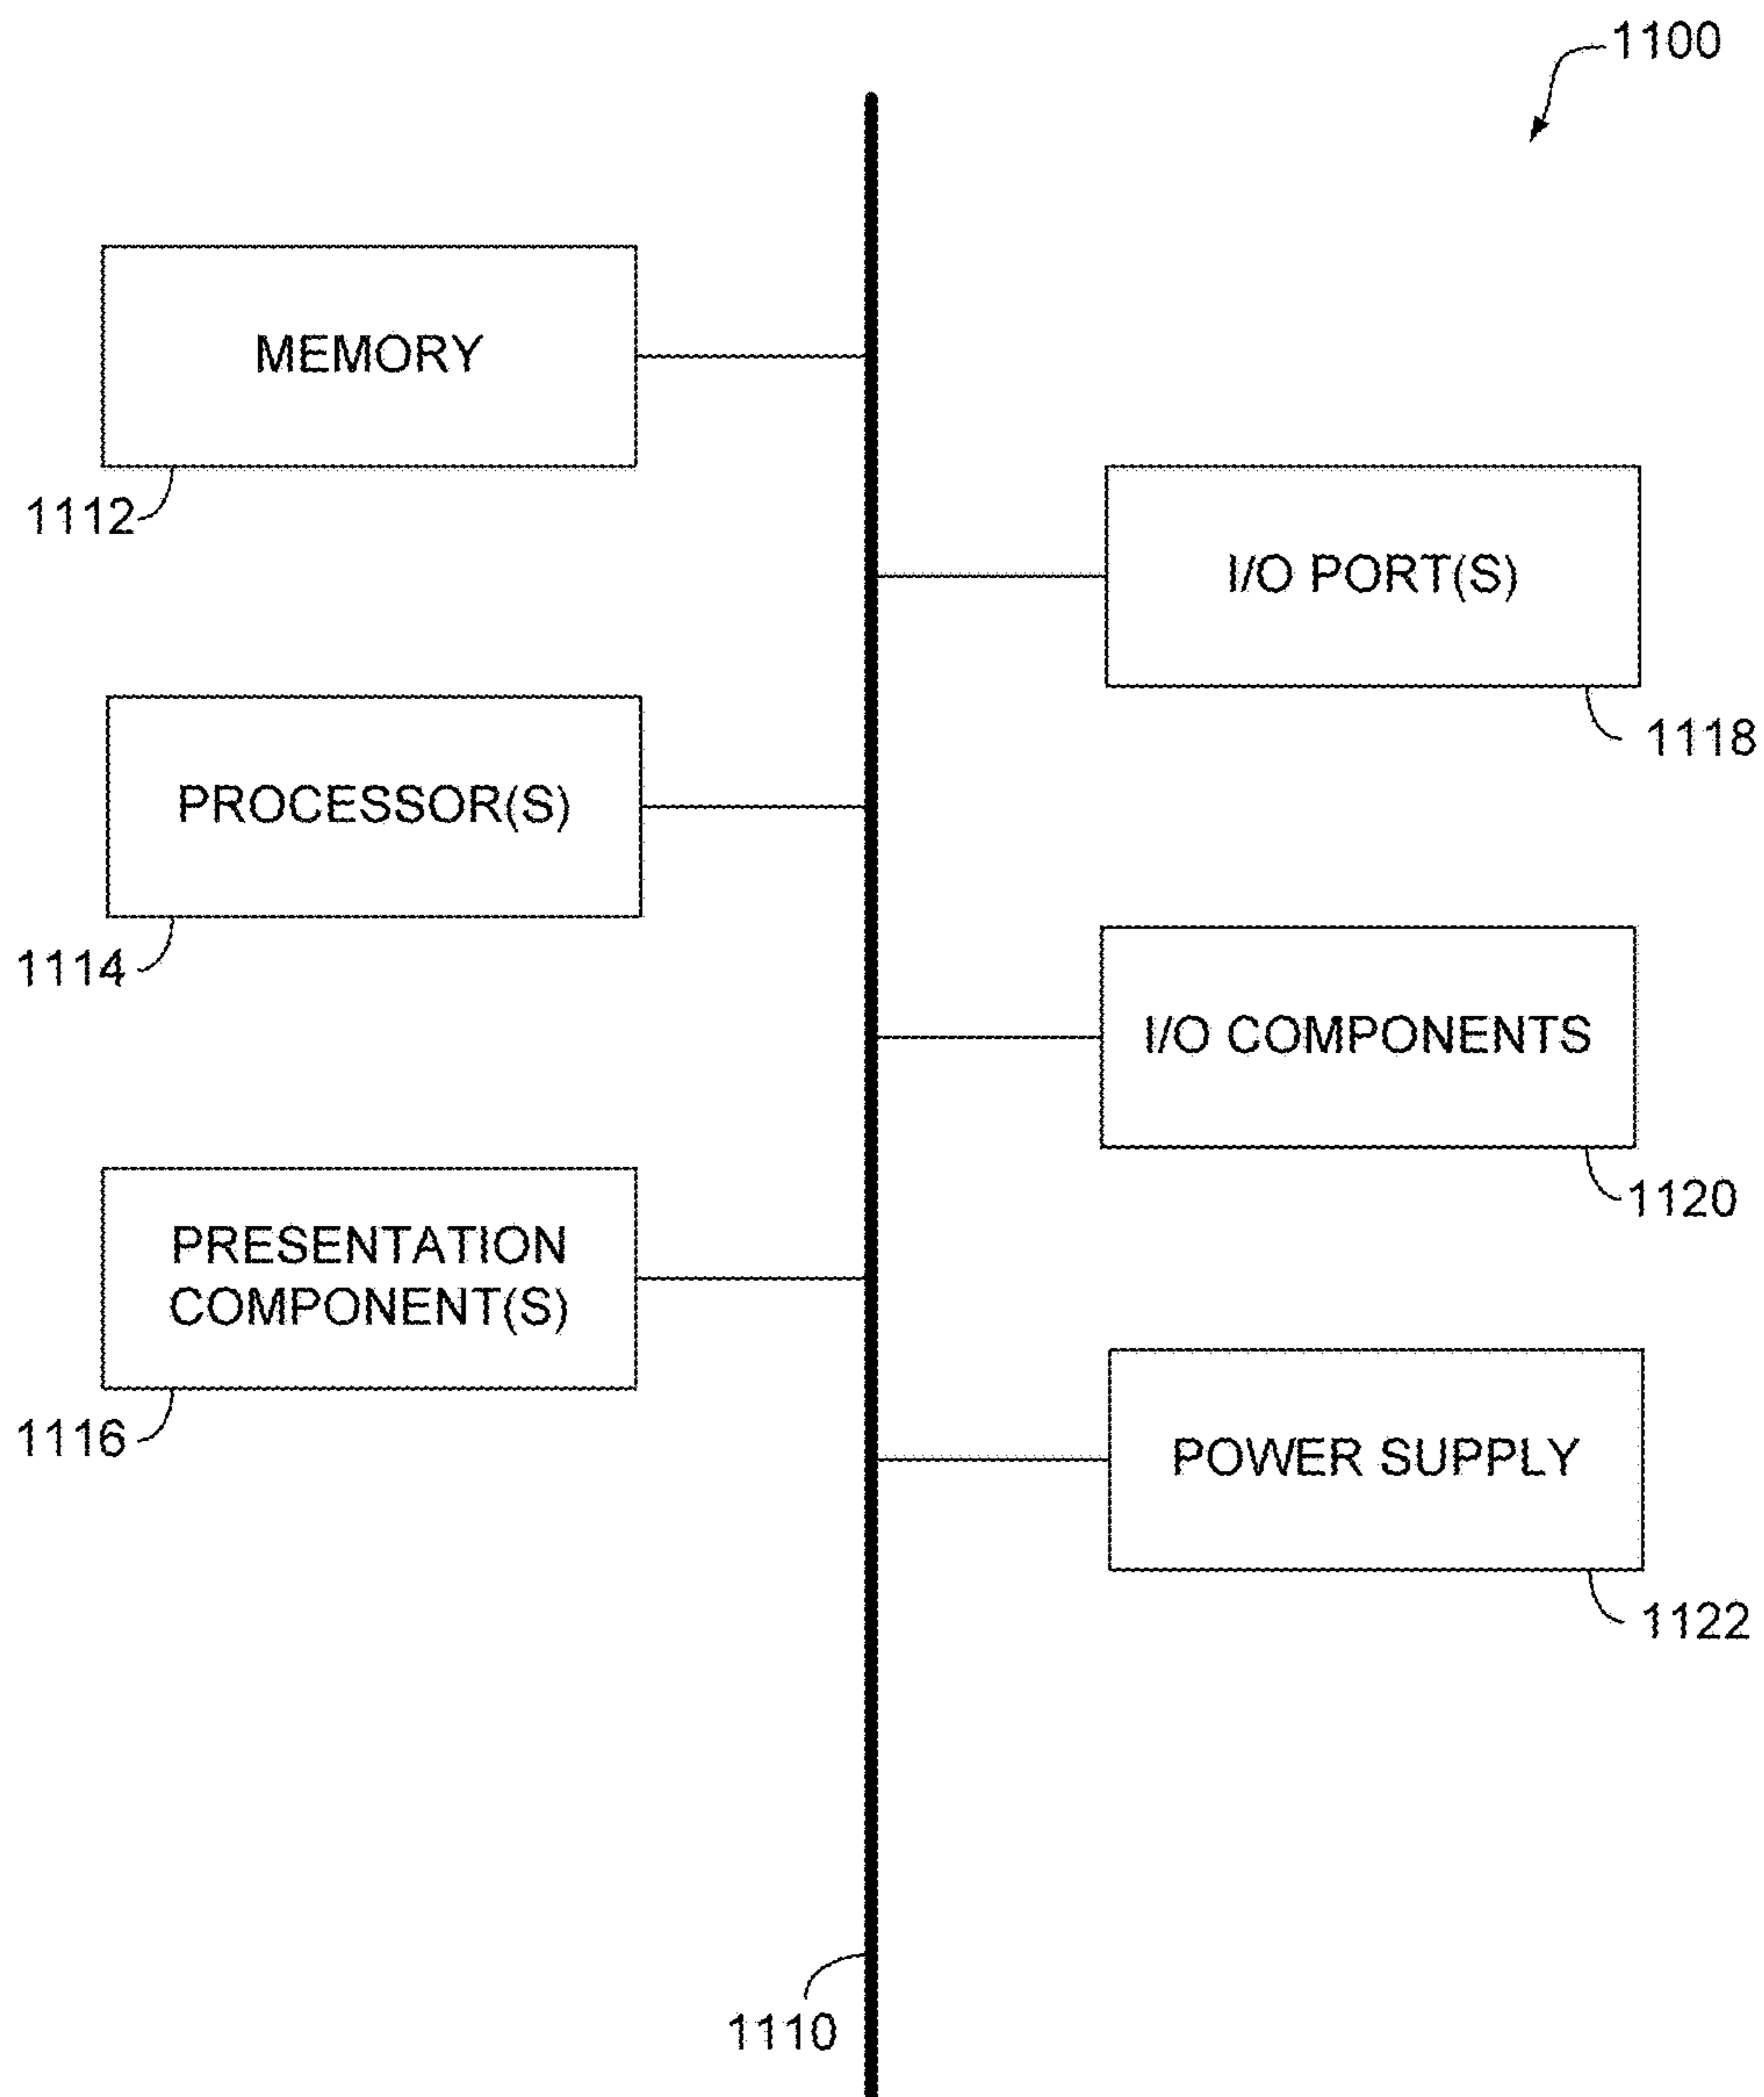 1100
MEMORY
1112
I/O PORT(S)
1118
PROCESSOR(S)
1114
I/O COMPONENTS
1120
PRESENTATION
COMPONENT(S)
1116
POWER SUPPLY
1122
1110